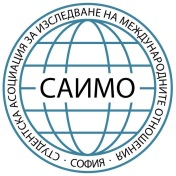 СТУДЕНТСКА АСОЦИАЦИЯ ЗА ИЗСЛЕДВАНЕ НА МЕЖДУНАРОДНИТЕ ОТНОШЕНИЯ
САИМО
· СОФИЯ ·